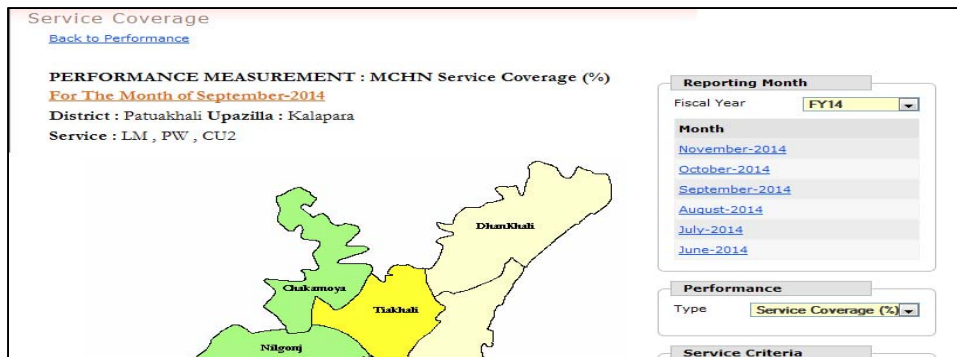 Service Coverage
Back to Performance
PERFORMANCE MEASUREMENT : MCHN Service Coverage (%)
For The Month of September-2014
District : Patuakhali Upazilla : Kalapara
Service : LM , PW , CU2
DhanKhali
Chakamoya
Tiakhali
Nilgonj
Reporting Month
Fiscal Year FY14
Month
November-2014
October-2014
September-2014
August-2014
July-2014
June-2014
Performance
Type Service Coverage (%)
Service Criteria